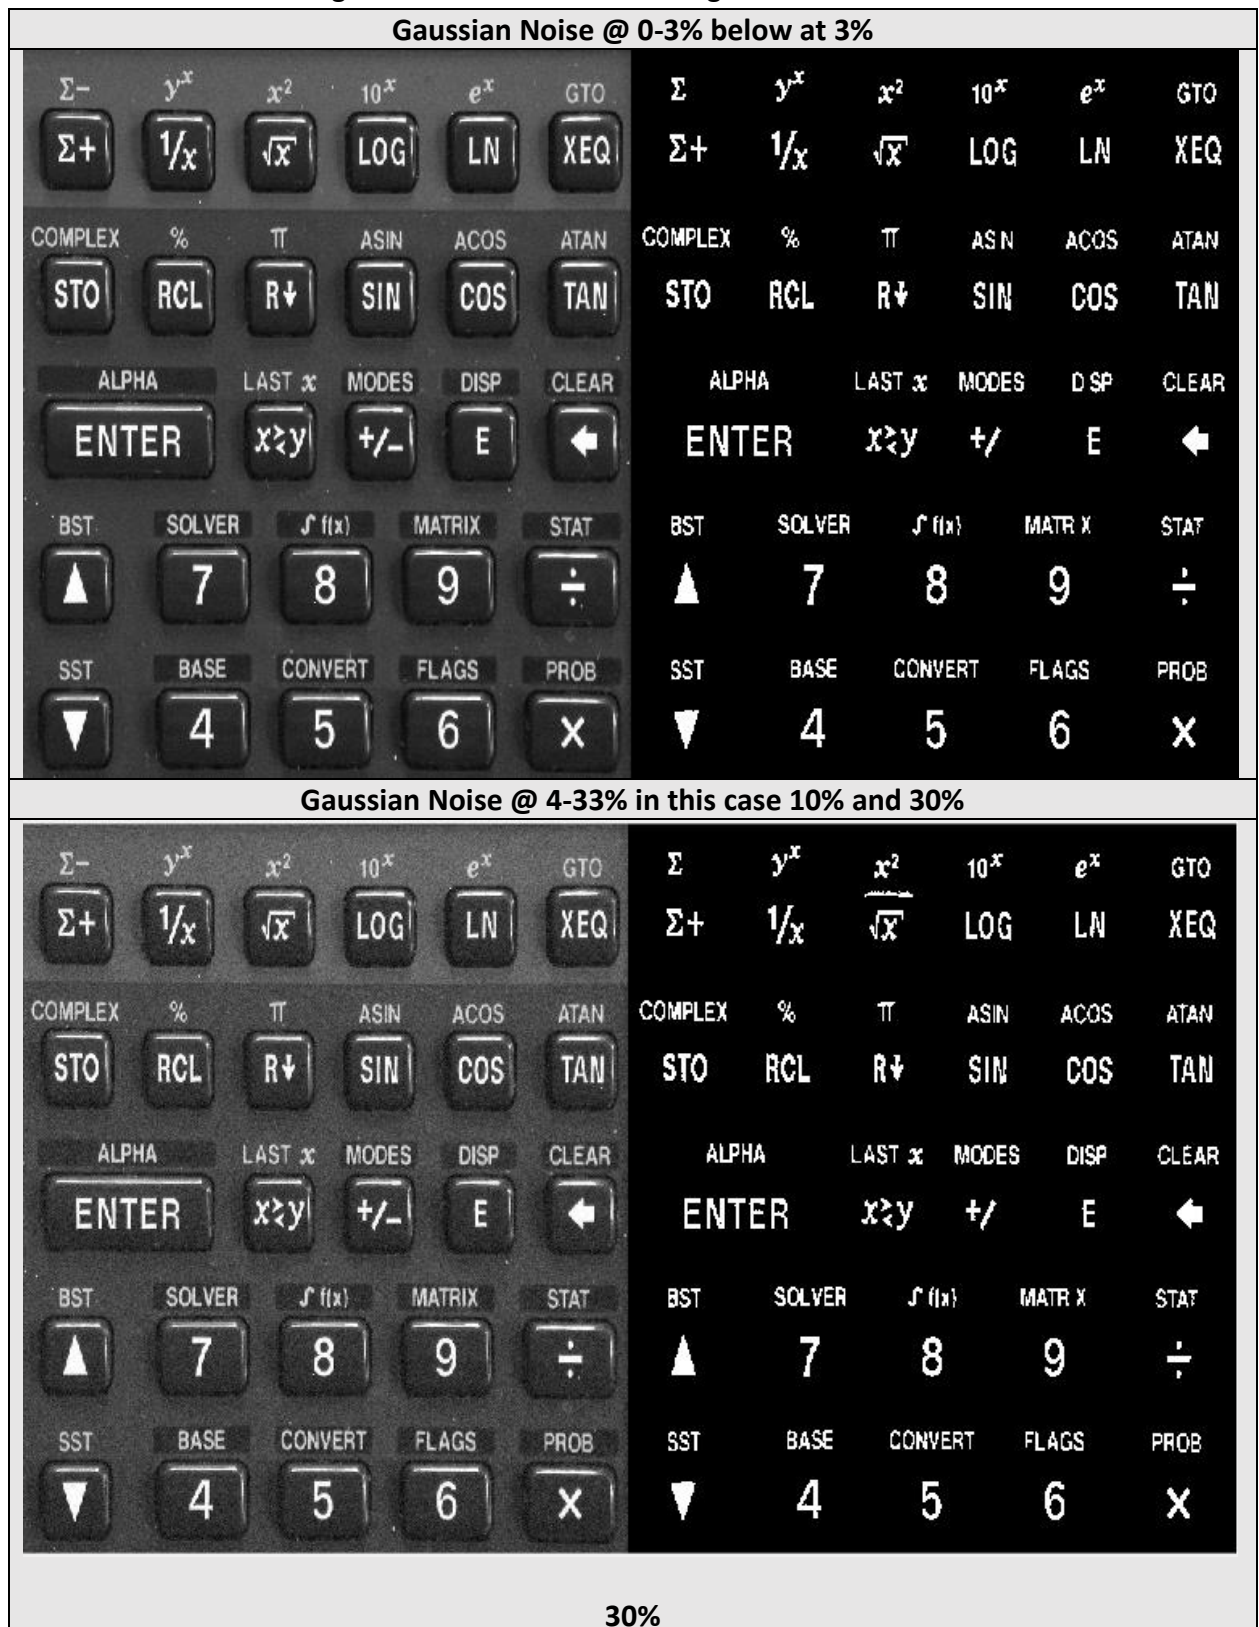 Gaussian Noise @ 0-3% below at 3%
Σ− yˣ x² 10ˣ eˣ GTO
Σ+ 1/x √x LOG LN XEQ
COMPLEX % π ASIN ACOS ATAN
STO RCL R↓ SIN COS TAN
ALPHA LAST x MODES DISP CLEAR
ENTER x≷y +/− E ←
BST SOLVER ∫f(x) MATRIX STAT
▲ 7 8 9 ÷
SST BASE CONVERT FLAGS PROB
▼ 4 5 6 ×
Σ yˣ x² 10ˣ eˣ GTO
Σ+ 1/x √x LOG LN XEQ
COMPLEX % π AS N ACOS ATAN
STO RCL R↓ SIN COS TAN
ALPHA LAST x MODES D SP CLEAR
ENTER x≷y +/ E ←
BST SOLVER ∫f(x) MATR X STAT
▲ 7 8 9 ÷
SST BASE CONVERT FLAGS PROB
▼ 4 5 6 ×
Gaussian Noise @ 4-33% in this case 10% and 30%
Σ− yˣ x² 10ˣ eˣ GTO
Σ+ 1/x √x LOG LN XEQ
COMPLEX % π ASIN ACOS ATAN
STO RCL R↓ SIN COS TAN
ALPHA LAST x MODES DISP CLEAR
ENTER x≷y +/− E ←
BST SOLVER ∫f(x) MATRIX STAT
▲ 7 8 9 ÷
SST BASE CONVERT FLAGS PROB
▼ 4 5 6 ×
Σ yˣ x² 10ˣ eˣ GTO
Σ+ 1/x √x LOG LN XEQ
COMPLEX % π ASIN ACOS ATAN
STO RCL R↓ SIN COS TAN
ALPHA LAST x MODES DISP CLEAR
ENTER x≷y +/ E ←
BST SOLVER ∫f(x) MATR X STAT
▲ 7 8 9 ÷
SST BASE CONVERT FLAGS PROB
▼ 4 5 6 ×
30%